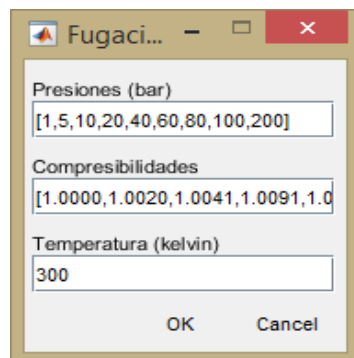 Fugaci...
Presiones (bar)
[1,5,10,20,40,60,80,100,200]
Compresibilidades
[1.0000,1.0020,1.0041,1.0091,1.0
Temperatura (kelvin)
300
OK Cancel